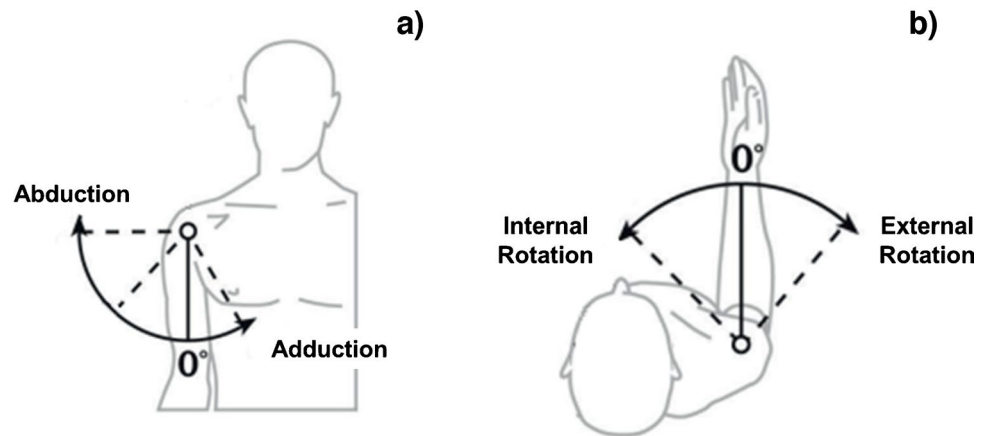 a)
Abduction
0°
Adduction
b)
0°
Internal
Rotation
External
Rotation